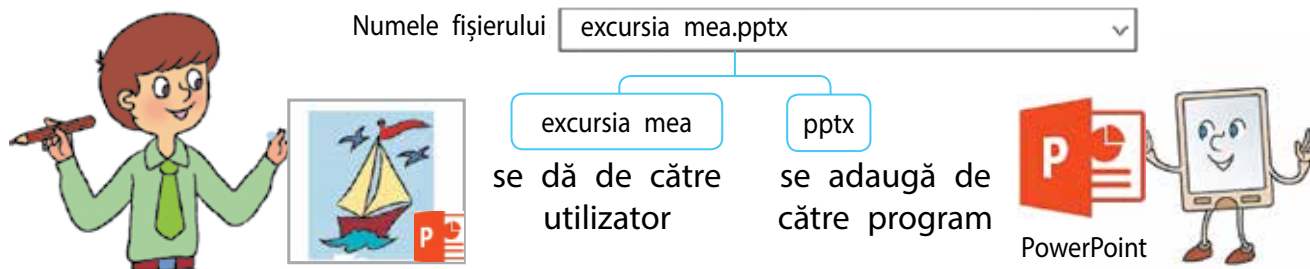 Numele fișierului excursia mea.pptx
excursia mea pptx
se dă de către
utilizator
se adaugă de
către program
P
P
PowerPoint